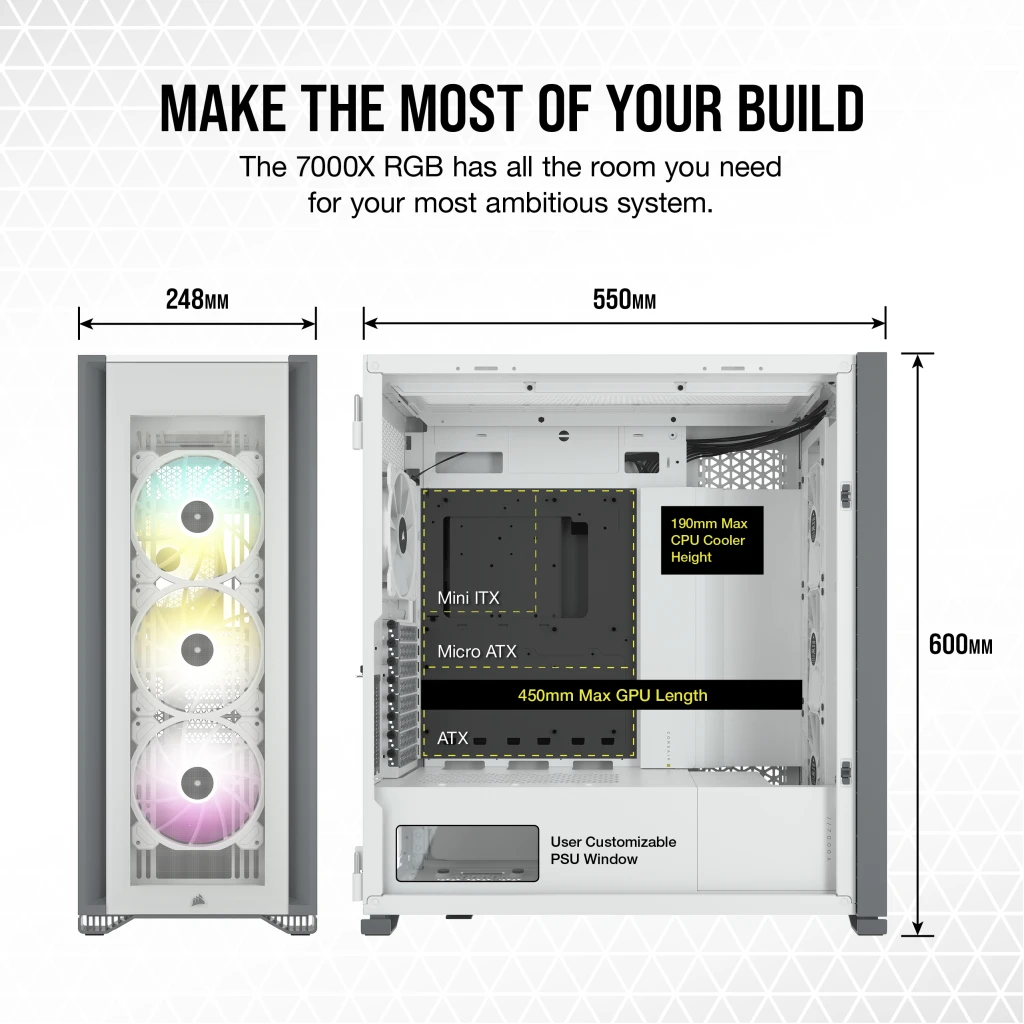 MAKE THE MOST OF YOUR BUILD
The 7000X RGB has all the room you need
for your most ambitious system.
248MM
550MM
190mm Max
CPU Cooler
Height
Mini ITX
Micro ATX
600MM
450mm Max GPU Length
ATX
CORSAIR
User Customizable
PSU Window